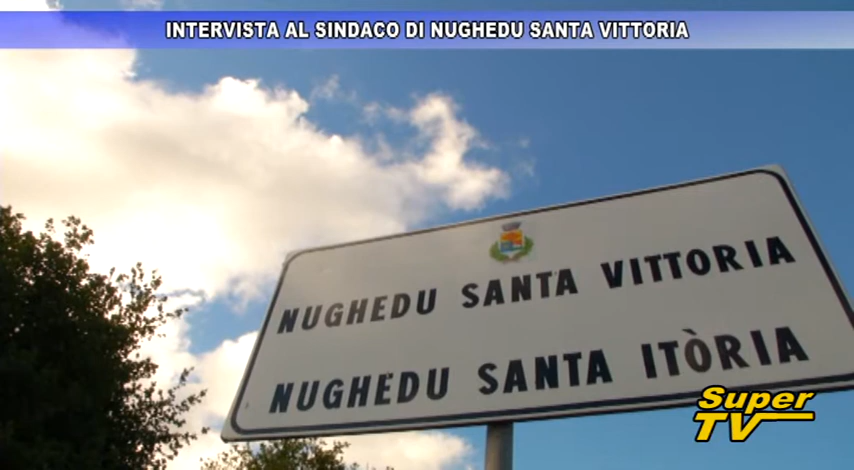 INTERVISTA AL SINDACO DI NUGHEDU SANTA VITTORIA
NUGHEDU SANTA VITTORIA
NUGHEDU SANTA ITÒRIA
Super
TV